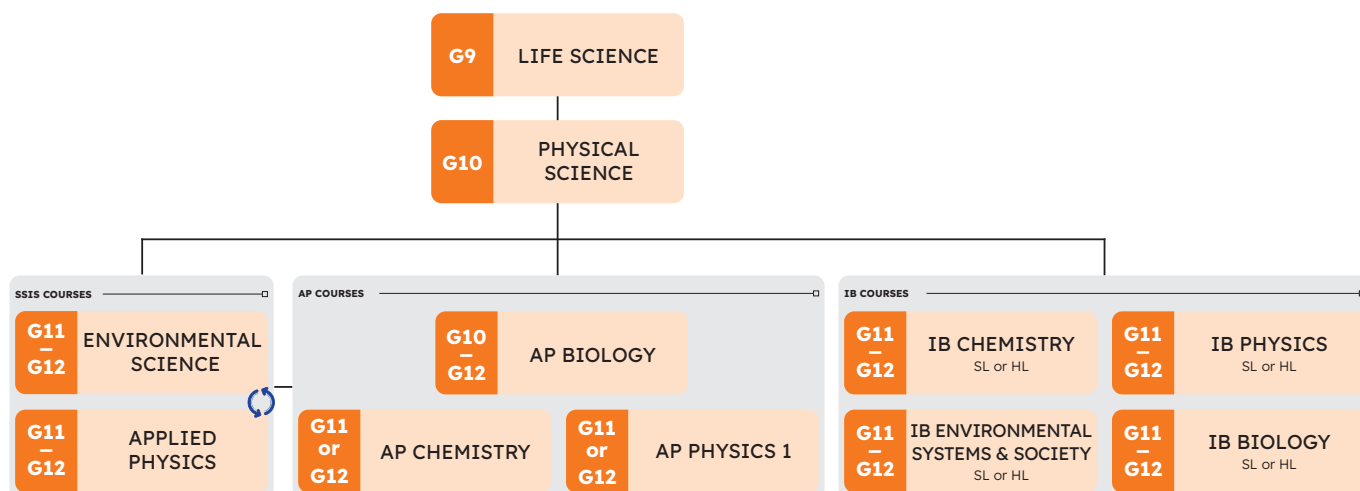 G9
LIFE SCIENCE
G10
PHYSICAL
SCIENCE
SSIS COURSES
G11
–
G12
ENVIRONMENTAL
SCIENCE
G11
–
G12
APPLIED
PHYSICS
AP COURSES
G10
–
G12
AP BIOLOGY
G11
or
G12
AP CHEMISTRY
G11
or
G12
AP PHYSICS 1
IB COURSES
G11
–
G12
IB CHEMISTRY
SL or HL
G11
–
G12
IB PHYSICS
SL or HL
G11
–
G12
IB ENVIRONMENTAL
SYSTEMS & SOCIETY
SL or HL
G11
–
G12
IB BIOLOGY
SL or HL